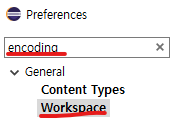 Preferences
encoding
General
Content Types
Workspace